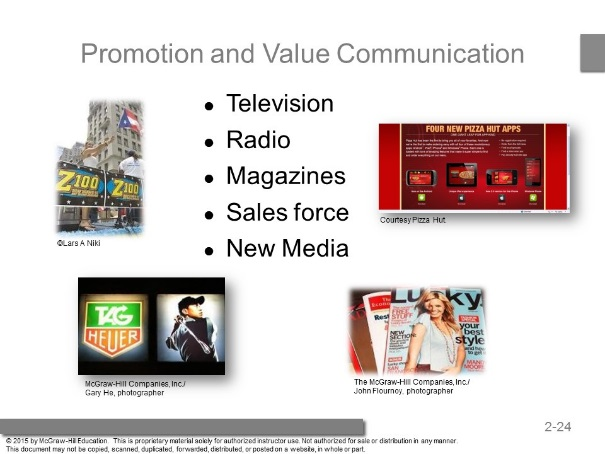 Promotion and Value Communication
● Television
● Radio
● Magazines
● Sales force
● New Media
Z100
Z100
©Lars A Niki
FOUR NEW PIZZA HUT APPS
Courtesy Pizza Hut.
TAG
HEUER
McGraw-Hill Companies, Inc./
Gary He, photographer
Lucky
FREE
STUFF
NEW
SECTION
your
best
style
The McGraw-Hill Companies, Inc./
John Flournoy, photographer
2-24
© 2015 by McGraw-Hill Education. This is proprietary material solely for authorized instructor use. Not authorized for sale or distribution in any manner.
This document may not be copied, scanned, duplicated, forwarded, distributed, or posted on a website, in whole or part.